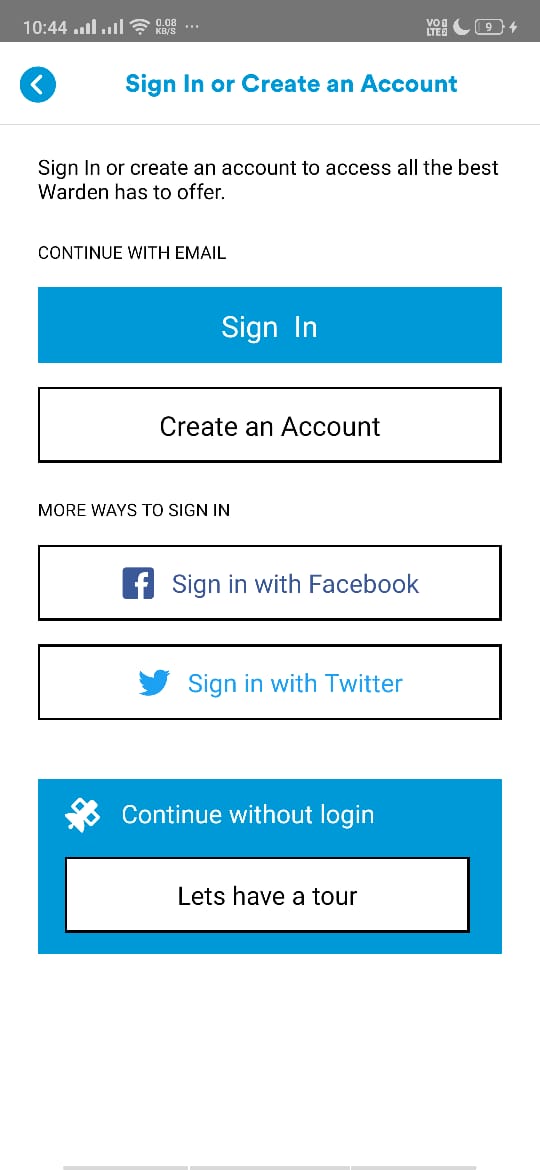 10:44 0.08 KB/S ... VO LTE 9
Sign In or Create an Account
Sign In or create an account to access all the best
Warden has to offer.
CONTINUE WITH EMAIL
Sign In
Create an Account
MORE WAYS TO SIGN IN
Sign in with Facebook
Sign in with Twitter
Continue without login
Lets have a tour